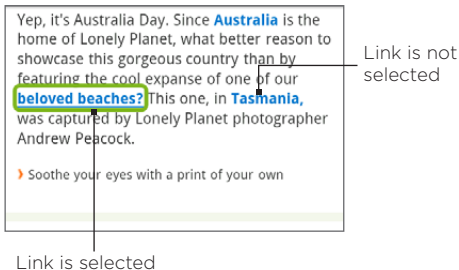 Yep, it's Australia Day. Since Australia is the
home of Lonely Planet, what better reason to
showcase this gorgeous country than by
featuring the cool expanse of one of our
beloved beaches? This one, in Tasmania,
was captured by Lonely Planet photographer
Andrew Peacock.
› Soothe your eyes with a print of your own
Link is not
selected
Link is selected